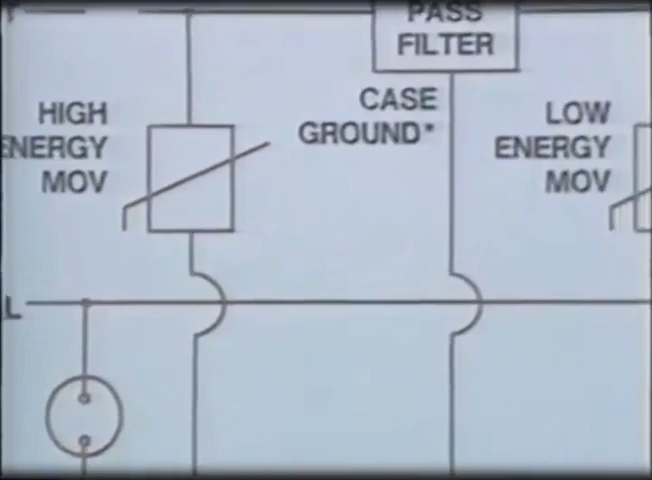 PASS
FILTER
CASE
GROUND*
HIGH
ENERGY
MOV
LOW
ENERGY
MOV
L